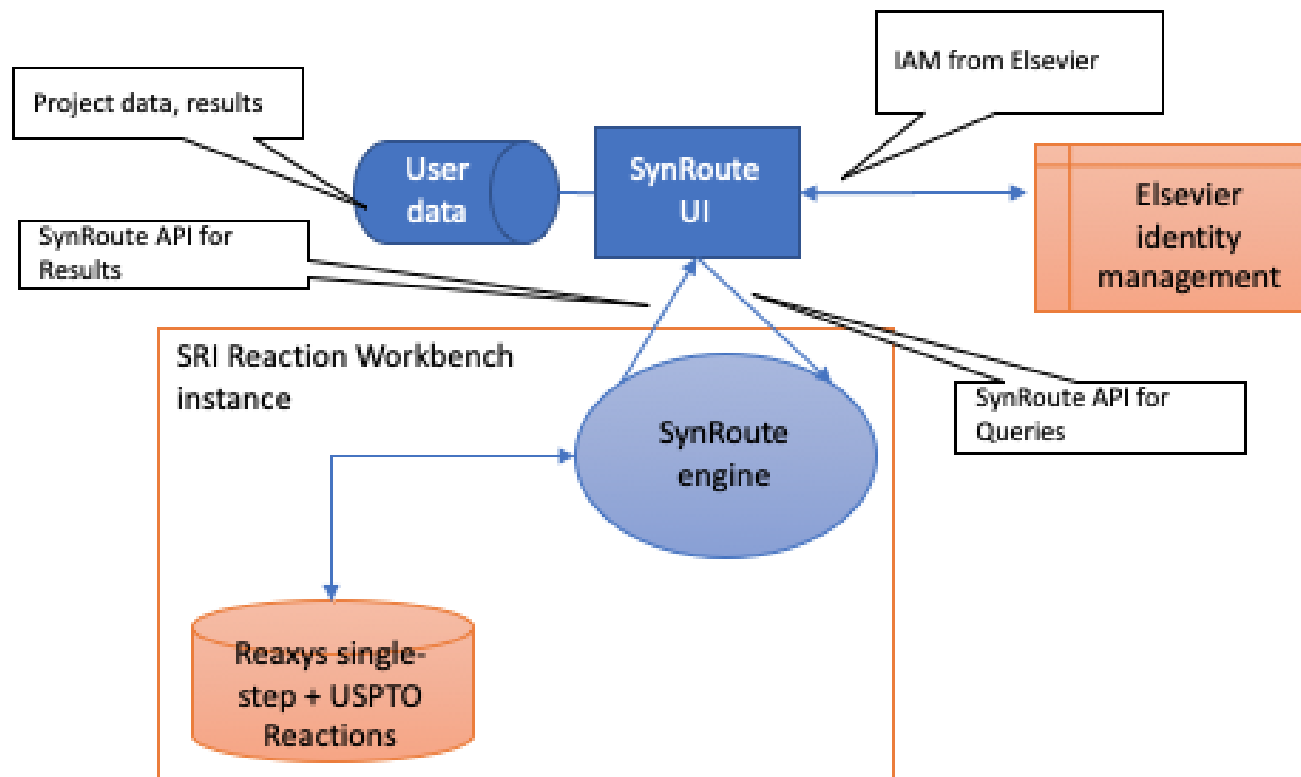 IAM from Elsevier
Project data, results
User
data
SynRoute
UI
Elsevier
identity
management
SynRoute API for
Results
SRI Reaction Workbench
instance
SynRoute API for
Queries
SynRoute
engine
Reaxys single-
step + USPTO
Reactions